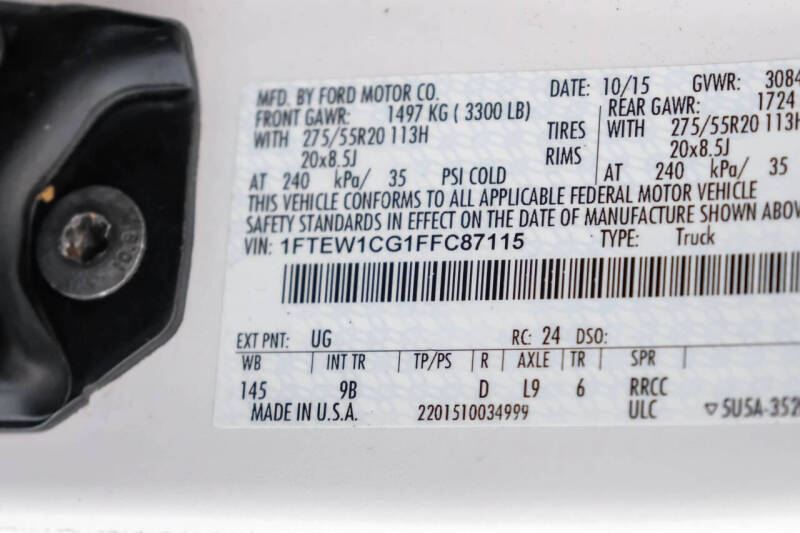 MFD. BY FORD MOTOR CO. DATE: 10/15 GVWR: 3084
FRONT GAWR: 1497 KG ( 3300 LB) REAR GAWR: 1724
WITH 275/55R20 113H TIRES WITH 275/55R20 113H
20x8.5J RIMS 20x8.5J
AT 240 kPa/ 35 PSI COLD AT 240 kPa/ 35
THIS VEHICLE CONFORMS TO ALL APPLICABLE FEDERAL MOTOR VEHICLE
SAFETY STANDARDS IN EFFECT ON THE DATE OF MANUFACTURE SHOWN ABOV
VIN: 1FTEW1CG1FFC87115 TYPE: Truck
EXT PNT: UG RC: 24 DSO:
WB INT TR TP/PS R AXLE TR SPR
145 9B D L9 6 RRCC
MADE IN U.S.A. 2201510034999 ULC ▽5U5A-352